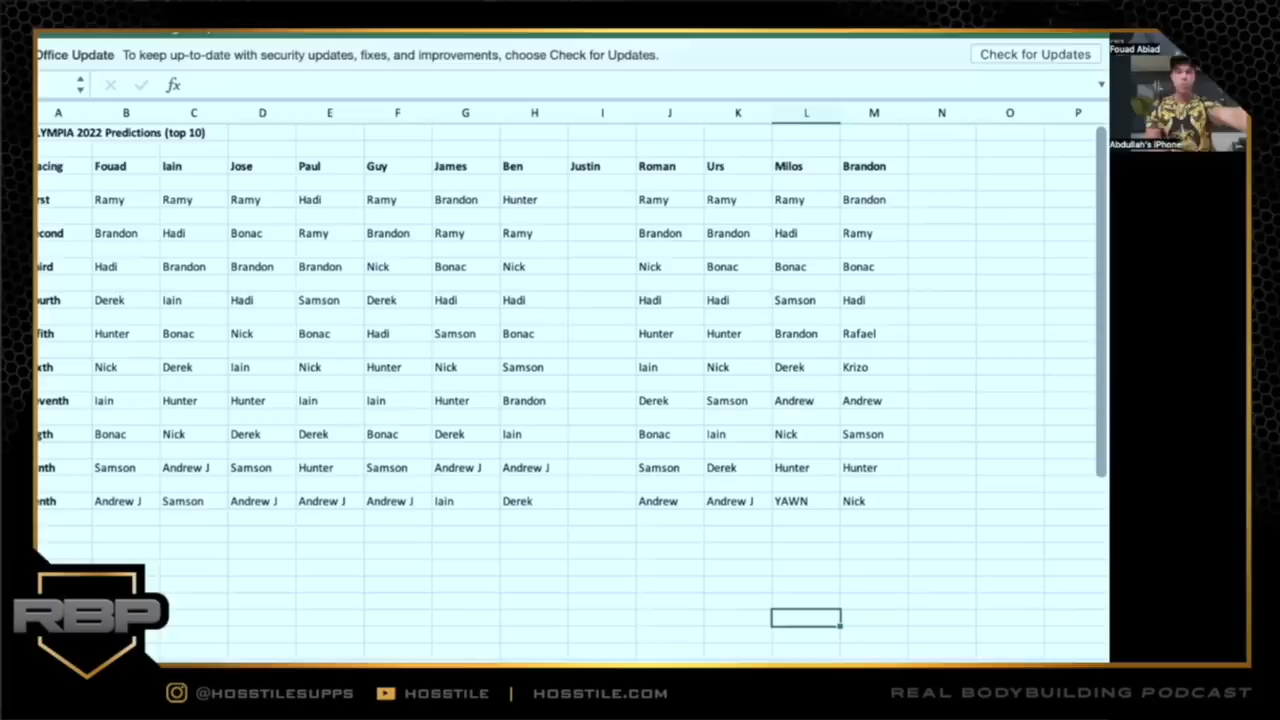 Office Update To keep up-to-date with security updates, fixes, and improvements, choose Check for Updates. Check for Updates
Fouad Abiad
fx
Abdullah's iPhone
A B C D E F G H I J K L M N O P
LYMPIA 2022 Predictions (top 10)
acing Fouad Iain Jose Paul Guy James Ben Justin Roman Urs Milos Brandon
rst Ramy Ramy Ramy Hadi Ramy Brandon Hunter Ramy Ramy Ramy Brandon
cond Brandon Hadi Bonac Ramy Brandon Ramy Ramy Brandon Brandon Hadi Ramy
ird Hadi Brandon Brandon Brandon Nick Bonac Nick Nick Bonac Bonac Bonac
urth Derek Iain Hadi Samson Derek Hadi Hadi Hadi Hadi Samson Hadi
fith Hunter Bonac Nick Bonac Hadi Samson Bonac Hunter Hunter Brandon Rafael
xth Nick Derek Iain Nick Hunter Nick Samson Iain Nick Derek Krizo
venth Iain Hunter Hunter Iain Iain Hunter Brandon Derek Samson Andrew Andrew
gth Bonac Nick Derek Derek Bonac Derek Iain Bonac Iain Nick Samson
nth Samson Andrew J Samson Hunter Samson Andrew J Andrew J Samson Derek Hunter Hunter
enth Andrew J Samson Andrew J Andrew J Andrew J Iain Derek Andrew Andrew J YAWN Nick
RBP
@HOSSTILESUPPS HOSSTILE | HOSSTILE.COM REAL BODYBUILDING PODCAST